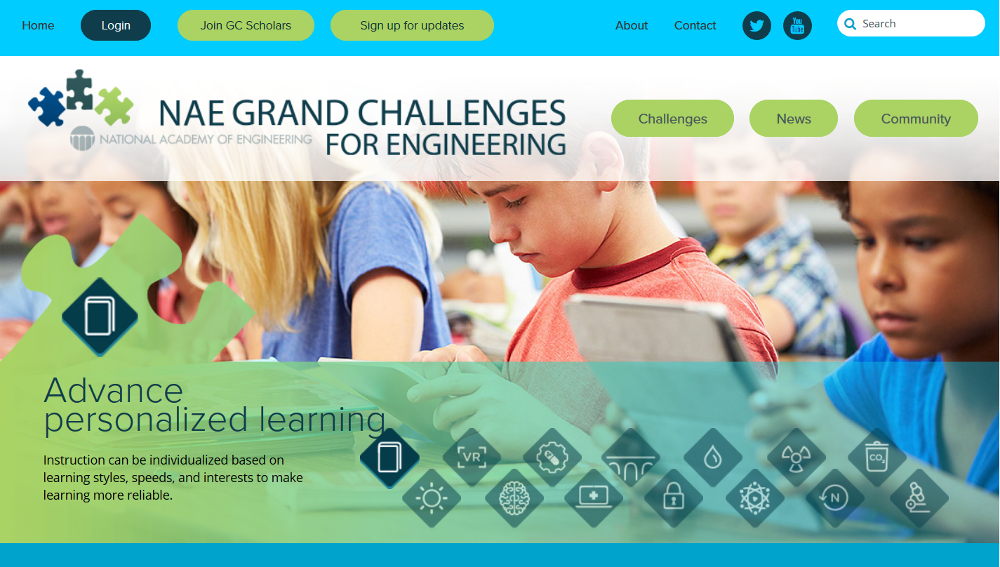 Home
Login
Join GC Scholars
Sign up for updates
About
Contact
You
Tube
Search
NAE GRAND CHALLENGES
FOR ENGINEERING
NATIONAL ACADEMY OF ENGINEERING
Challenges
News
Community
Advance
personalized learning
Instruction can be individualized based on
learning styles, speeds, and interests to make
learning more reliable.
VR
CO₂
N